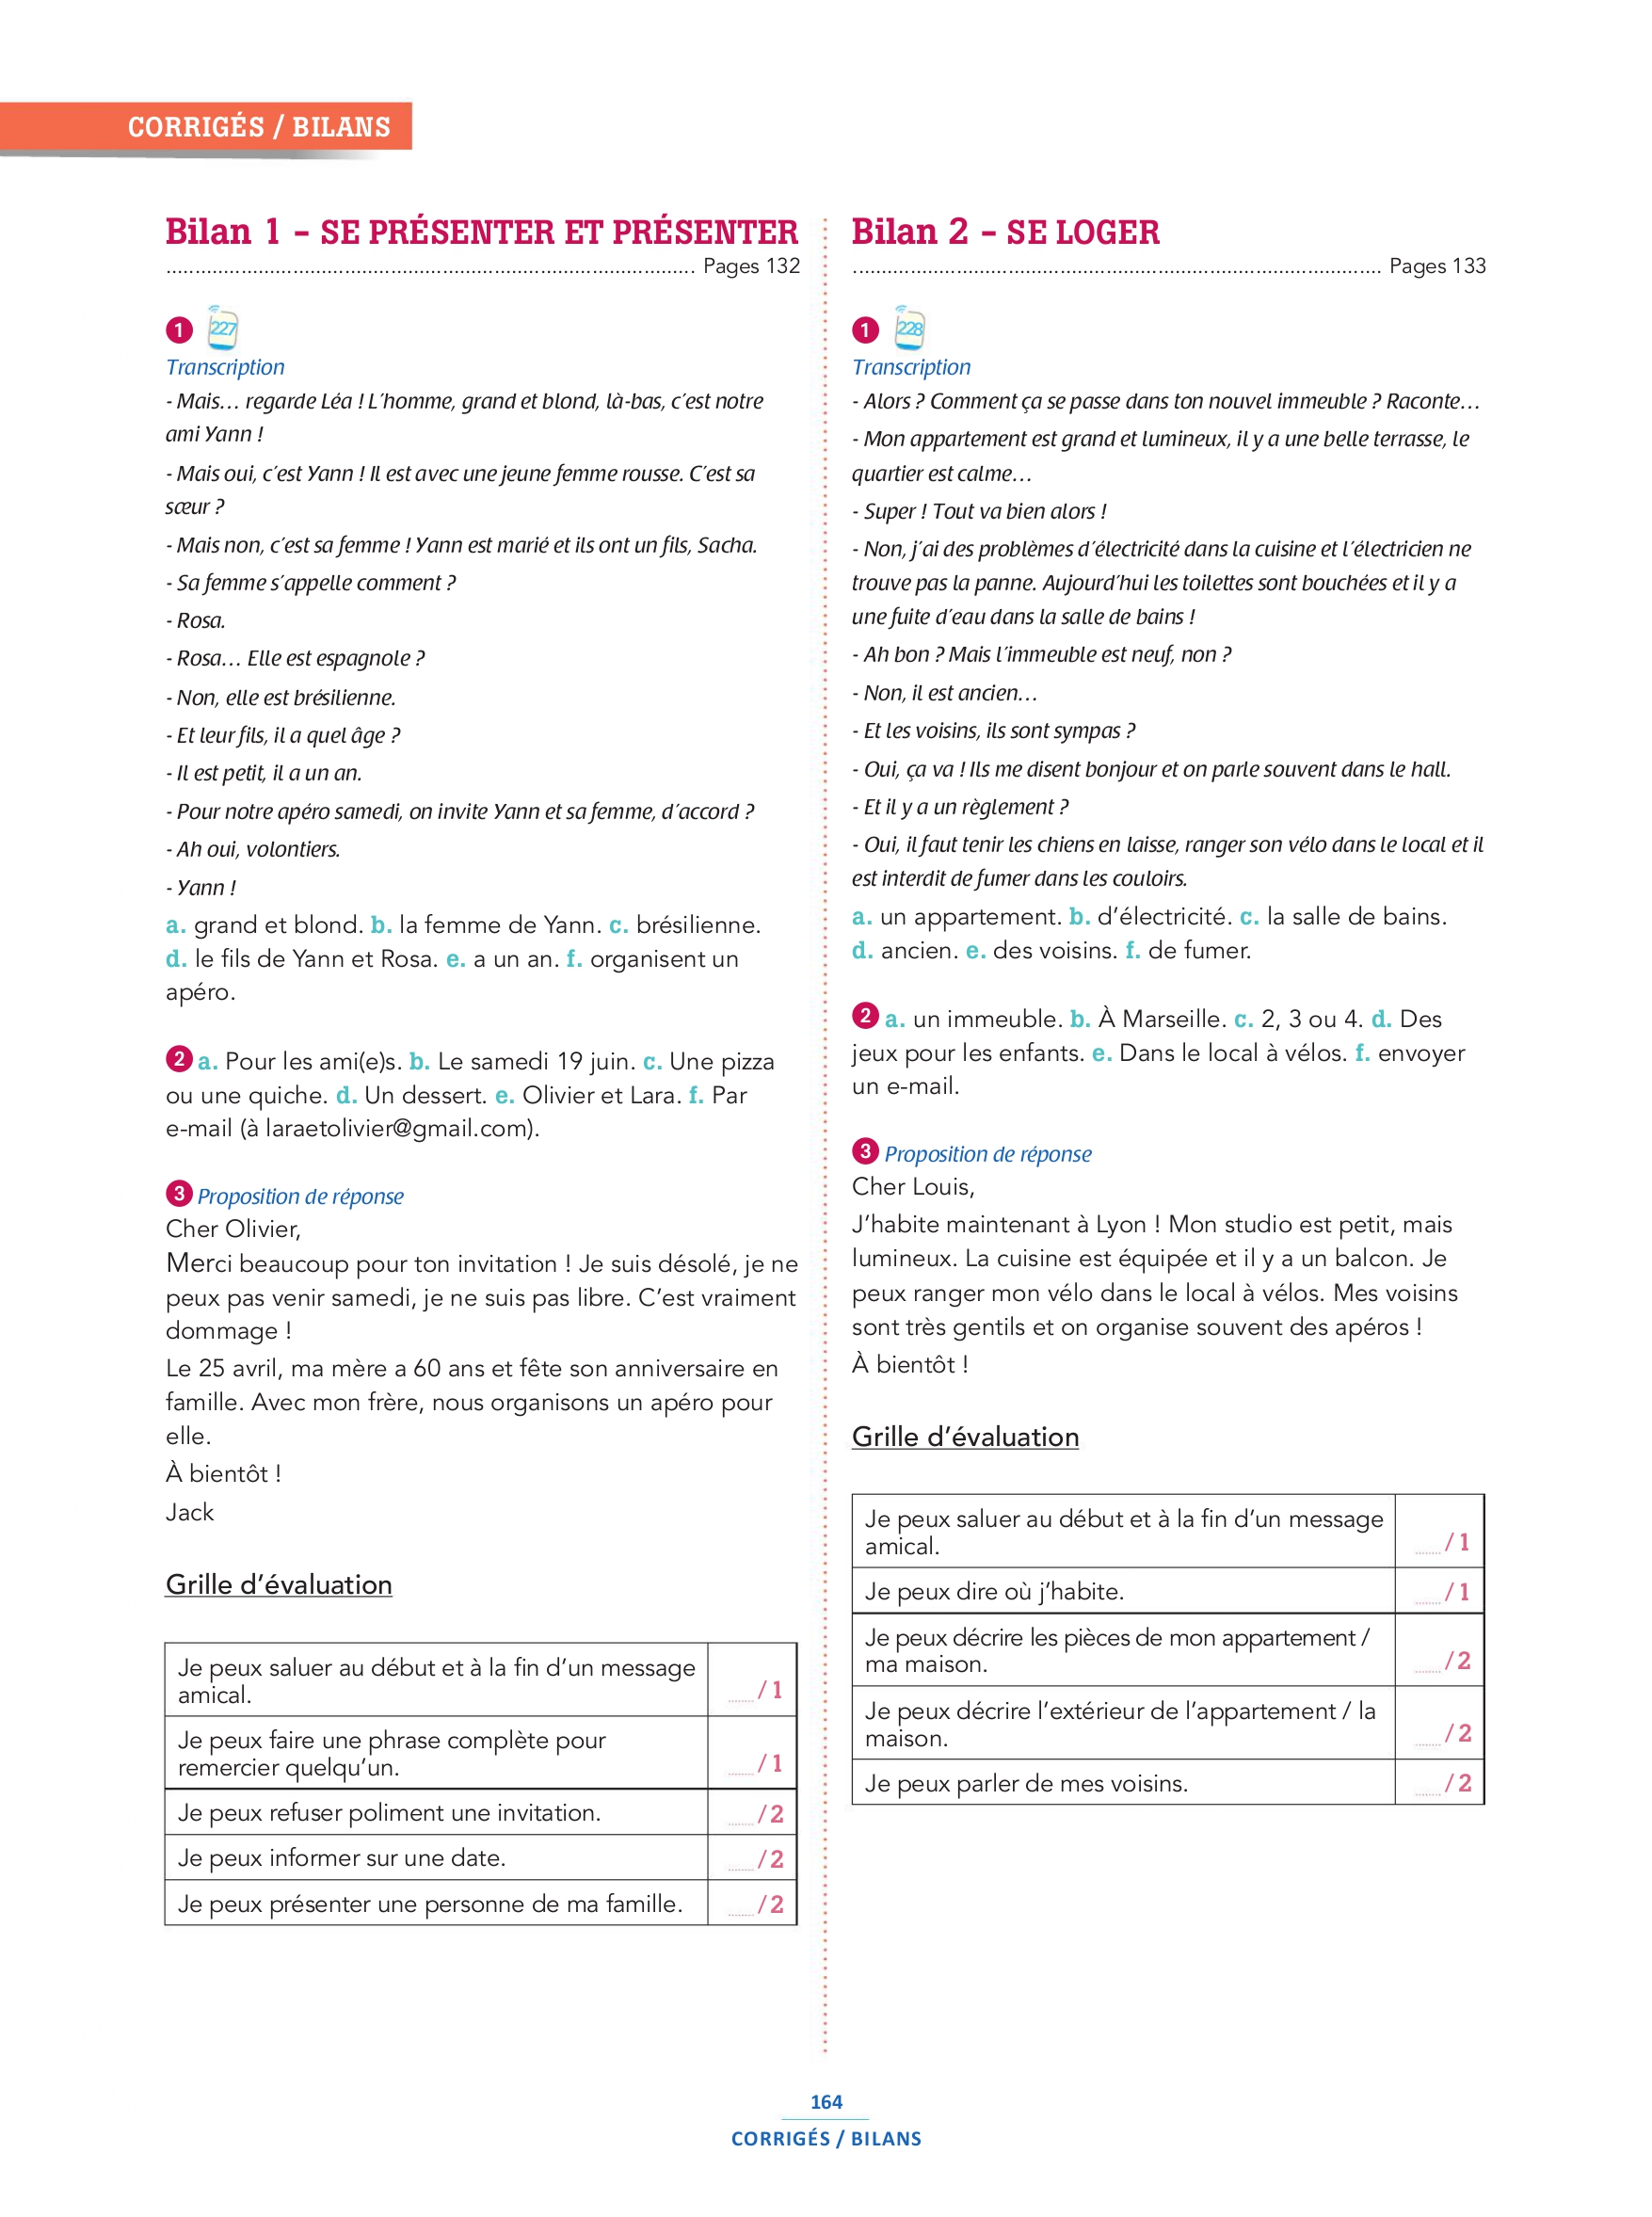 CORRIGÉS / BILANS
Bilan 1 – SE PRÉSENTER ET PRÉSENTER
Pages 132
1 227
Transcription
- Mais… regarde Léa ! L'homme, grand et blond, là-bas, c'est notre
ami Yann !
- Mais oui, c'est Yann ! Il est avec une jeune femme rousse. C'est sa
sœur ?
- Mais non, c'est sa femme ! Yann est marié et ils ont un fils, Sacha.
- Sa femme s'appelle comment ?
- Rosa.
- Rosa… Elle est espagnole ?
- Non, elle est brésilienne.
- Et leur fils, il a quel âge ?
- Il est petit, il a un an.
- Pour notre apéro samedi, on invite Yann et sa femme, d'accord ?
- Ah oui, volontiers.
- Yann !
a. grand et blond. b. la femme de Yann. c. brésilienne.
d. le fils de Yann et Rosa. e. a un an. f. organisent un
apéro.
2 a. Pour les ami(e)s. b. Le samedi 19 juin. c. Une pizza
ou une quiche. d. Un dessert. e. Olivier et Lara. f. Par
e-mail (à laraetolivier@gmail.com).
3 Proposition de réponse
Cher Olivier,
Merci beaucoup pour ton invitation ! Je suis désolé, je ne
peux pas venir samedi, je ne suis pas libre. C'est vraiment
dommage !
Le 25 avril, ma mère a 60 ans et fête son anniversaire en
famille. Avec mon frère, nous organisons un apéro pour
elle.
À bientôt !
Jack
Grille d'évaluation
Je peux saluer au début et à la fin d'un message
amical.
/ 1
Je peux faire une phrase complète pour
remercier quelqu'un.
/ 1
Je peux refuser poliment une invitation.
/ 2
Je peux informer sur une date.
/ 2
Je peux présenter une personne de ma famille.
/ 2
Bilan 2 – SE LOGER
Pages 133
1 228
Transcription
- Alors ? Comment ça se passe dans ton nouvel immeuble ? Raconte…
- Mon appartement est grand et lumineux, il y a une belle terrasse, le
quartier est calme…
- Super ! Tout va bien alors !
- Non, j'ai des problèmes d'électricité dans la cuisine et l'électricien ne
trouve pas la panne. Aujourd'hui les toilettes sont bouchées et il y a
une fuite d'eau dans la salle de bains !
- Ah bon ? Mais l'immeuble est neuf, non ?
- Non, il est ancien…
- Et les voisins, ils sont sympas ?
- Oui, ça va ! Ils me disent bonjour et on parle souvent dans le hall.
- Et il y a un règlement ?
- Oui, il faut tenir les chiens en laisse, ranger son vélo dans le local et il
est interdit de fumer dans les couloirs.
a. un appartement. b. d'électricité. c. la salle de bains.
d. ancien. e. des voisins. f. de fumer.
2 a. un immeuble. b. À Marseille. c. 2, 3 ou 4. d. Des
jeux pour les enfants. e. Dans le local à vélos. f. envoyer
un e-mail.
3 Proposition de réponse
Cher Louis,
J'habite maintenant à Lyon ! Mon studio est petit, mais
lumineux. La cuisine est équipée et il y a un balcon. Je
peux ranger mon vélo dans le local à vélos. Mes voisins
sont très gentils et on organise souvent des apéros !
À bientôt !
Grille d'évaluation
Je peux saluer au début et à la fin d'un message
amical.
/ 1
Je peux dire où j'habite.
/ 1
Je peux décrire les pièces de mon appartement /
ma maison.
/ 2
Je peux décrire l'extérieur de l'appartement / la
maison.
/ 2
Je peux parler de mes voisins.
/ 2
164
CORRIGÉS / BILANS